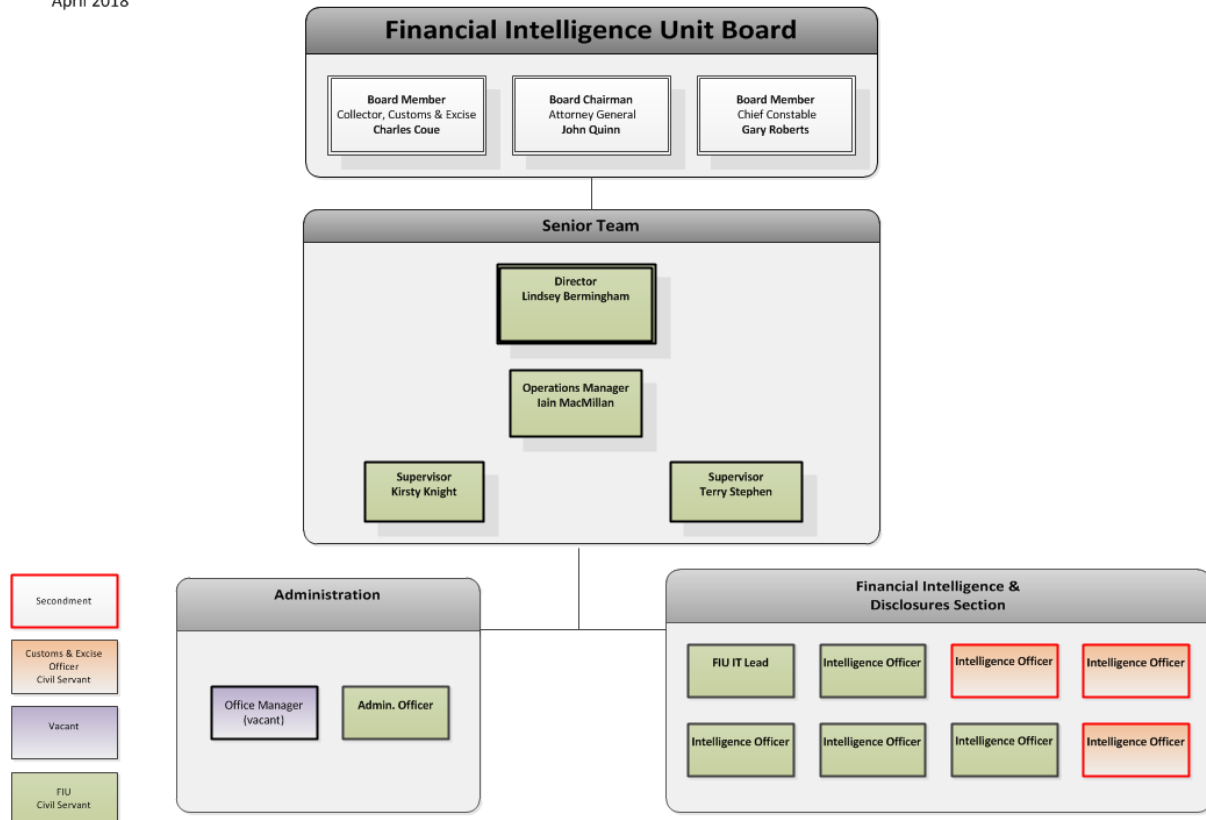 April 2018
Financial Intelligence Unit Board
Board Member
Collector, Customs & Excise
Charles Coue
Board Chairman
Attorney General
John Quinn
Board Member
Chief Constable
Gary Roberts
Senior Team
Director
Lindsey Bermingham
Operations Manager
Iain MacMillan
Supervisor
Kirsty Knight
Supervisor
Terry Stephen
Secondment
Customs & Excise
Officer
Civil Servant
Vacant
FIU
Civil Servant
Administration
Office Manager
(vacant)
Admin. Officer
Financial Intelligence &
Disclosures Section
FIU IT Lead
Intelligence Officer
Intelligence Officer
Intelligence Officer
Intelligence Officer
Intelligence Officer
Intelligence Officer
Intelligence Officer